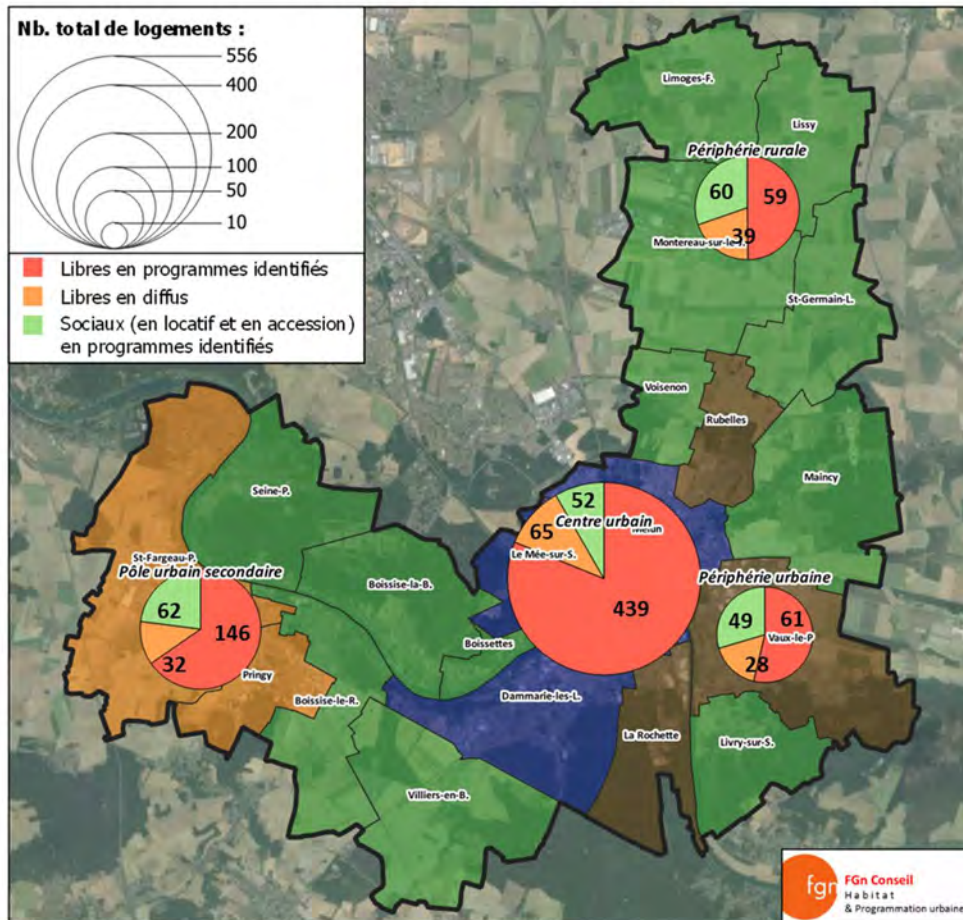 Nb. total de logements :
556
400
200
100
50
10
Libres en programmes identifiés
Libres en diffus
Sociaux (en locatif et en accession)
en programmes identifiés
Limoges-F.
Lissy
Périphérie rurale
60
59
39
Montereau-sur-le-J.
St-Germain-L.
Voisenon
Rubelles
Maincy
Seine-P.
52
65
Centre urbain
Melun
Le Mée-sur-S.
439
St-Fargeau-P.
Pôle urbain secondaire
62
146
32
Pringy
Boissise-la-B.
Boissettes
Boissise-le-R.
Périphérie urbaine
49
61
Vaux-le-P
28
Dammarie-les-L.
La Rochette
Livry-sur-S.
Villiers-en-B.
fgn
FGn Conseil
Habitat
& Programmation urbaine